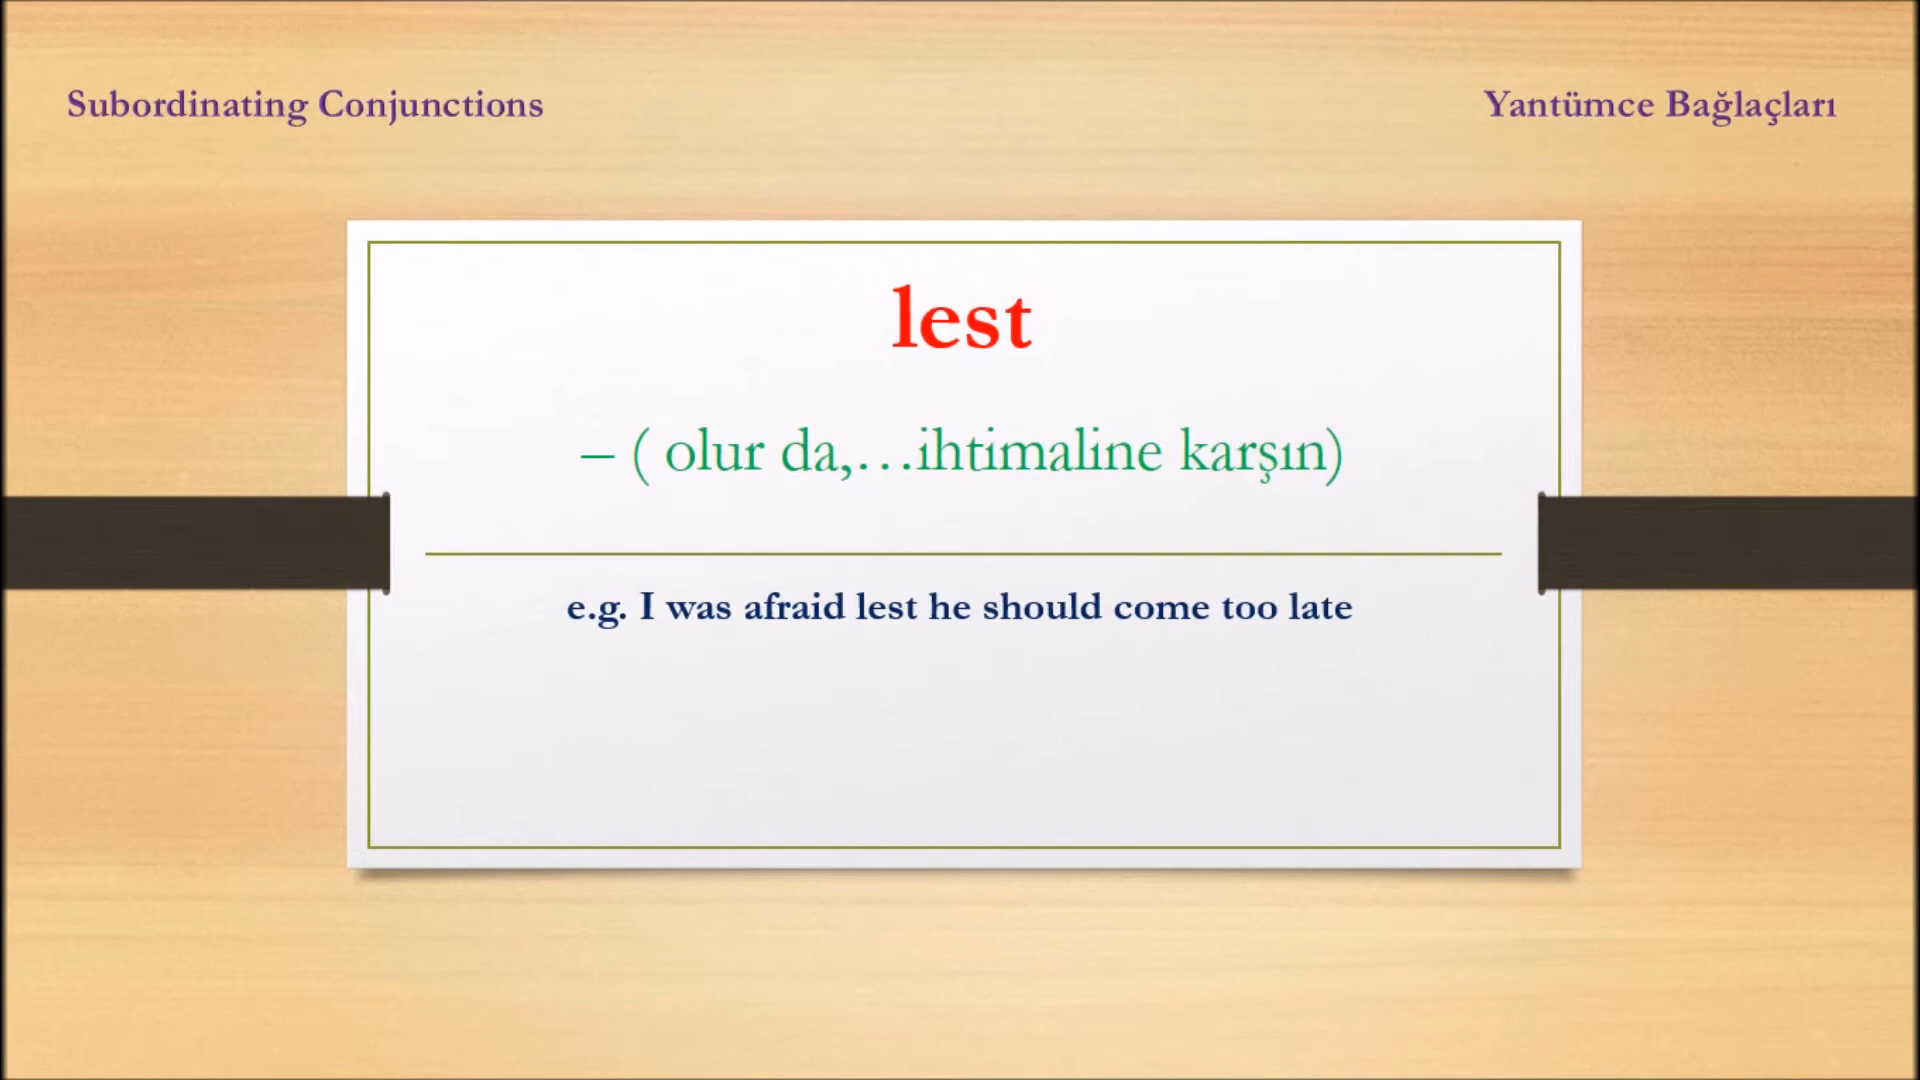 Subordinating Conjunctions
Yantümce Bağlaçları
lest
– ( olur da,…ihtimaline karşın)
e.g. I was afraid lest he should come too late